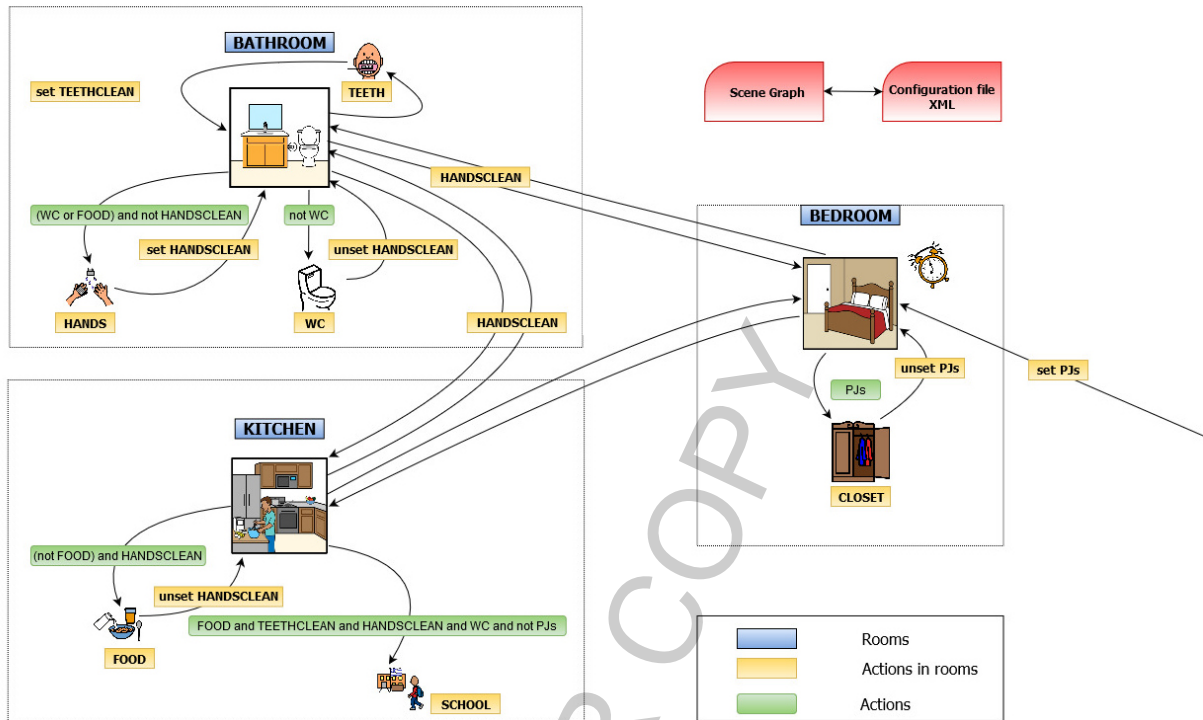 BATHROOM
set TEETHCLEAN
TEETH
Scene Graph
Configuration file
XML
HANDSCLEAN
(WC or FOOD) and not HANDSCLEAN
not WC
set HANDSCLEAN
unset HANDSCLEAN
HANDS
WC
HANDSCLEAN
BEDROOM
unset PJs
set PJs
PJs
CLOSET
KITCHEN
(not FOOD) and HANDSCLEAN
unset HANDSCLEAN
FOOD and TEETHCLEAN and HANDSCLEAN and WC and not PJs
FOOD
SCHOOL
Rooms
Actions in rooms
Actions
COPY